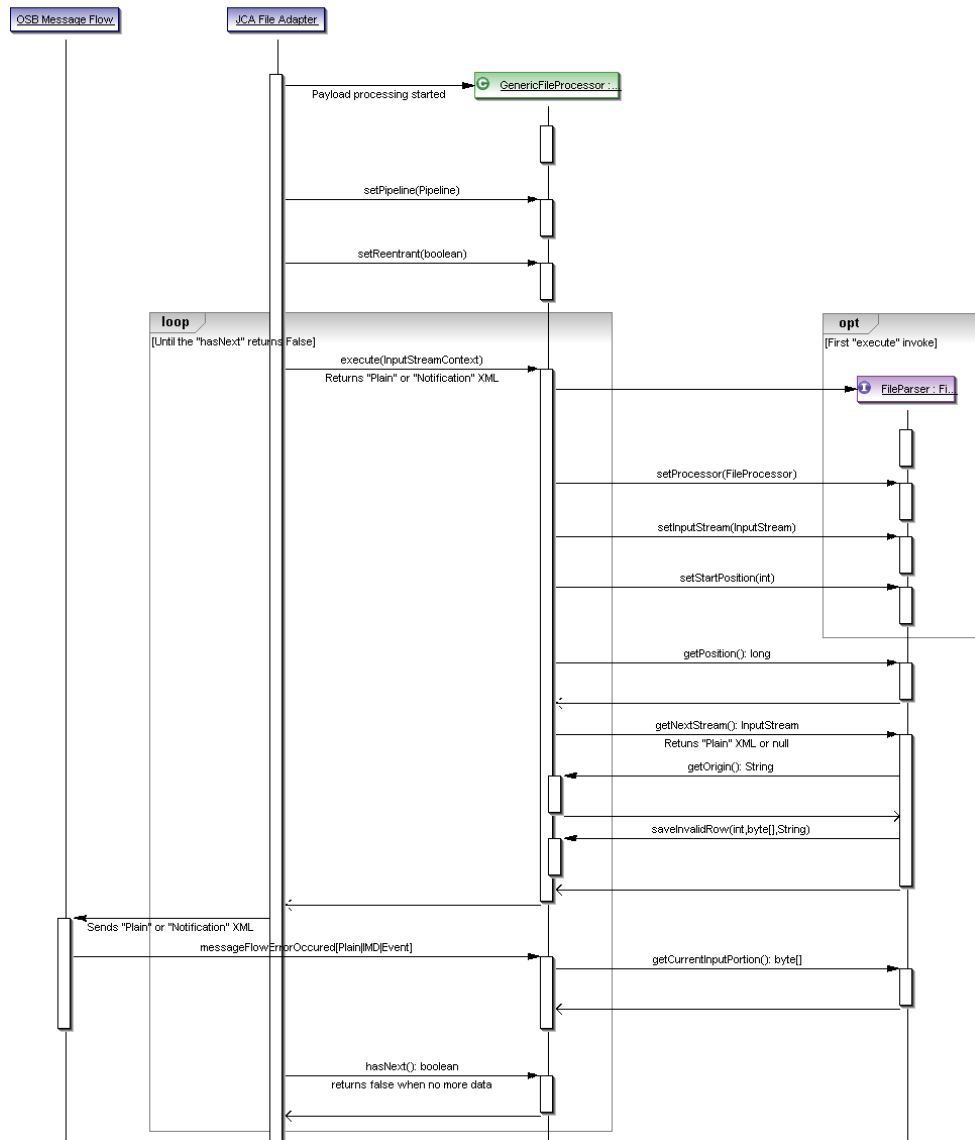 OSB Message Flow
JCA File Adapter
C GenericFileProcessor :...
Payload processing started
setPipeline(Pipeline)
setReentrant(boolean)
loop
[Until the "hasNext" returns False]
opt
[First "execute" invoke]
execute(InputStreamContext)
Returns "Plain" or "Notification" XML
I FileParser : Fi...
setProcessor(FileProcessor)
setInputStream(InputStream)
setStartPosition(int)
getPosition(): long
getNextStream(): InputStream
Retuns "Plain" XML or null
getOrigin(): String
saveInvalidRow(int,byte[],String)
Sends "Plain" or "Notification" XML
messageFlowErrorOccured[Plain|IMD|Event]
getCurrentInputPortion(): byte[]
hasNext(): boolean
returns false when no more data